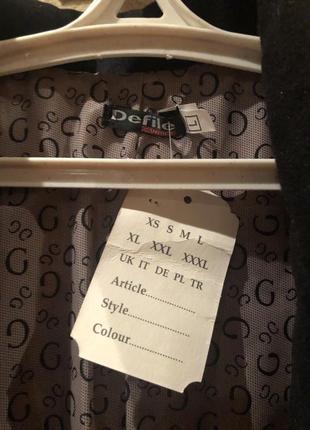 Defile
L
XS S M L
XL XXL XXXL
UK IT DE PL TR
Article................
Style..................
Colour...............